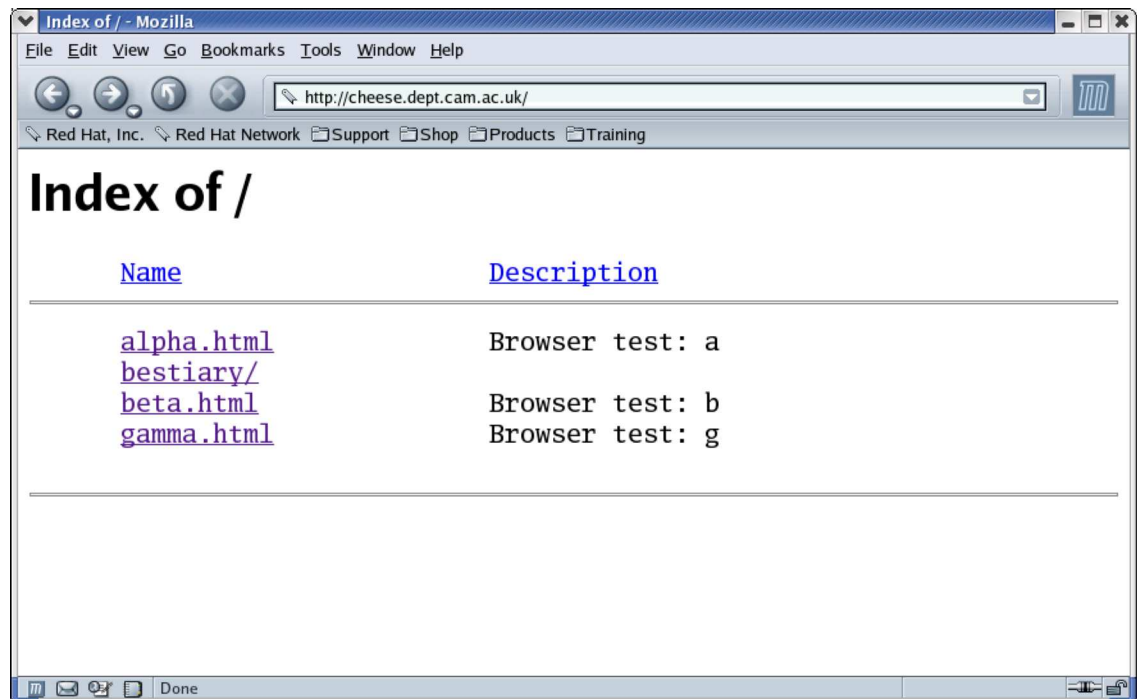 Index of / - Mozilla
File Edit View Go Bookmarks Tools Window Help
http://cheese.dept.cam.ac.uk/
Red Hat, Inc. Red Hat Network Support Shop Products Training
Index of /
Name Description
alpha.html Browser test: a
bestiary/
beta.html Browser test: b
gamma.html Browser test: g
Done